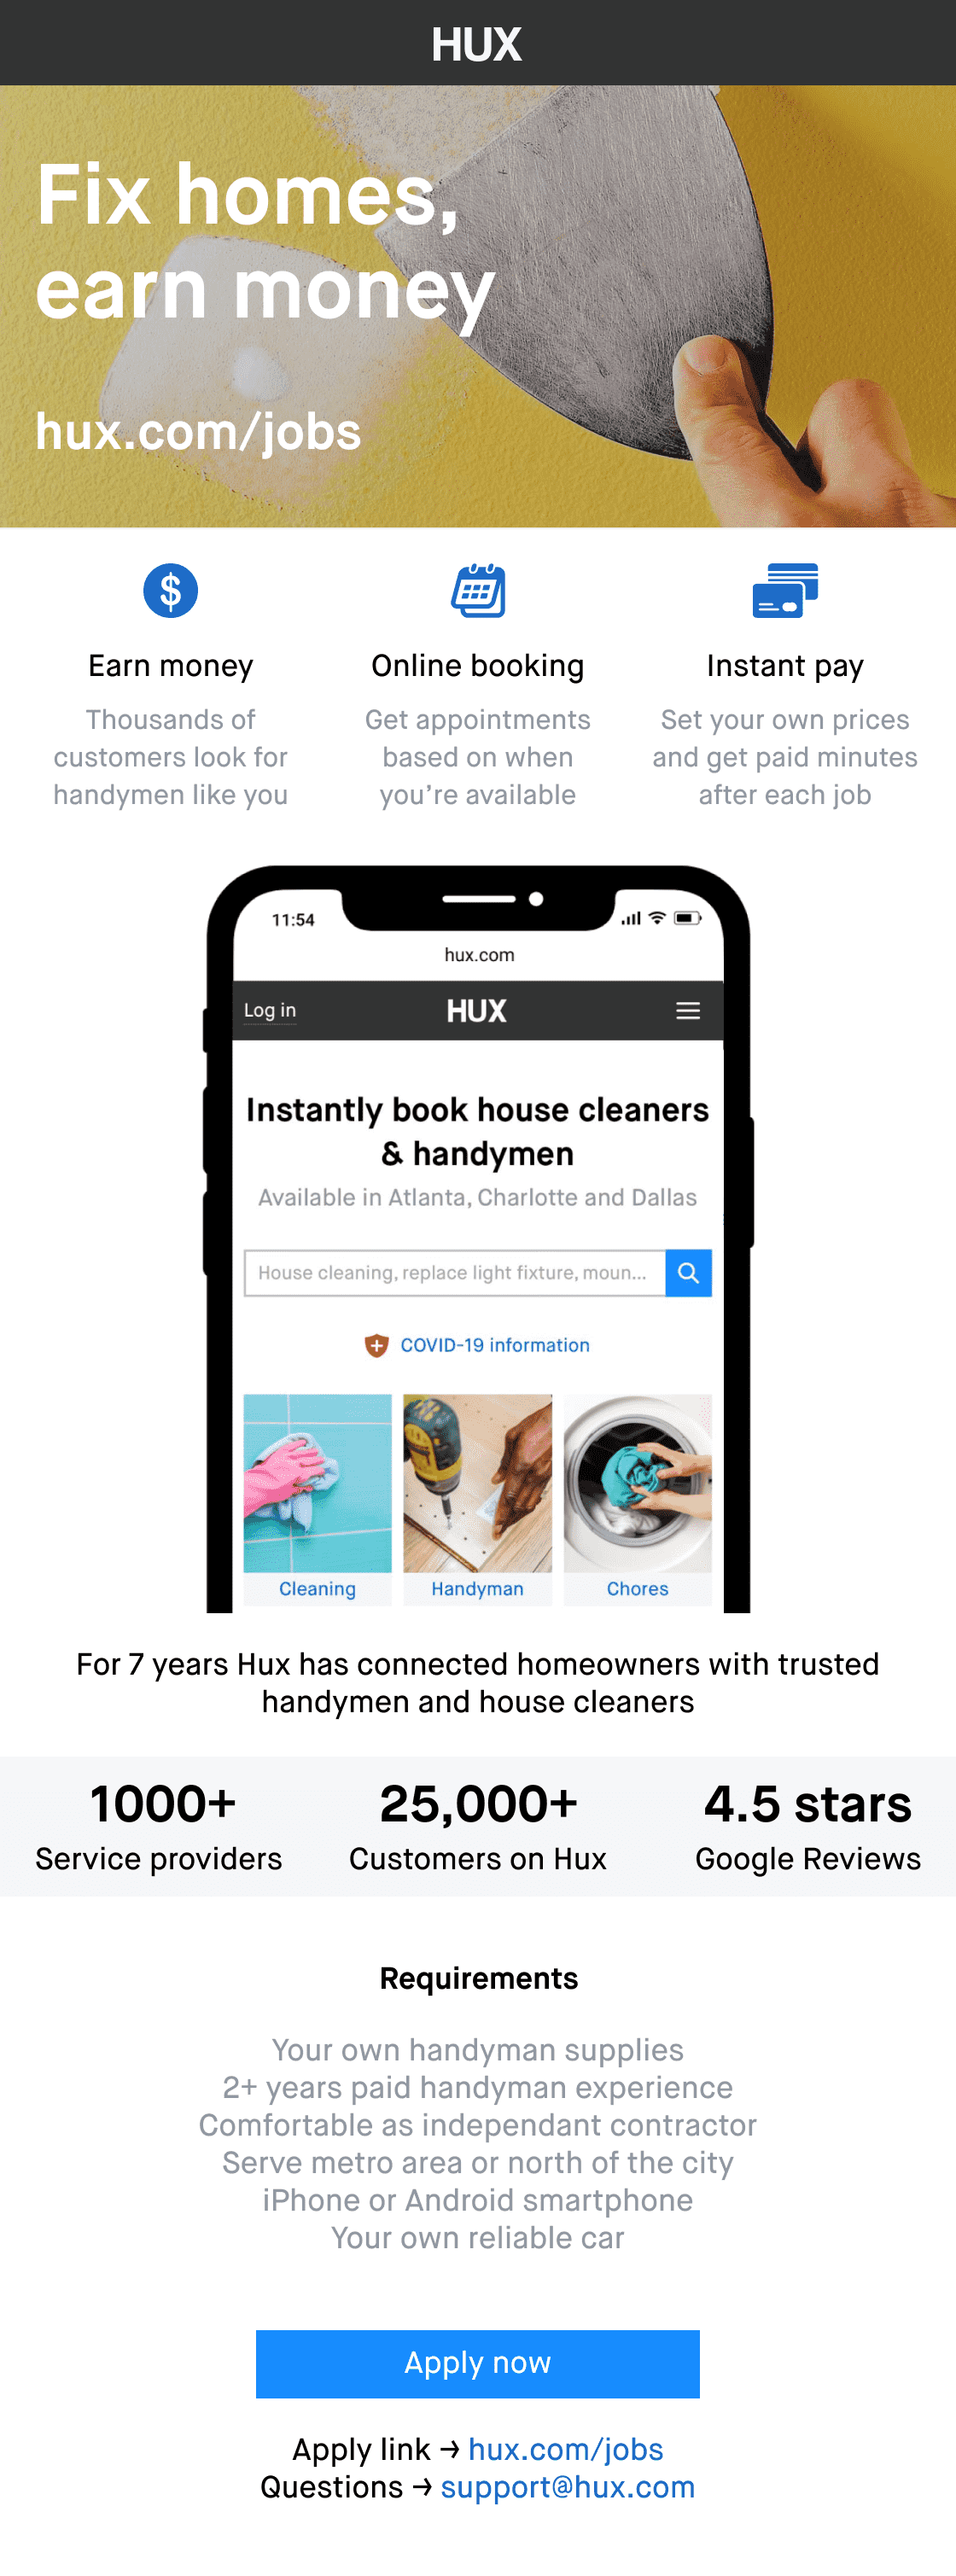 HUX
Fix homes,
earn money
hux.com/jobs
Earn money
Thousands of
customers look for
handymen like you
Online booking
Get appointments
based on when
you’re available
Instant pay
Set your own prices
and get paid minutes
after each job
11:54
hux.com
Log in
HUX
Instantly book house cleaners
& handymen
Available in Atlanta, Charlotte and Dallas
House cleaning, replace light fixture, moun...
COVID-19 information
Cleaning
Handyman
Chores
For 7 years Hux has connected homeowners with trusted
handymen and house cleaners
1000+
Service providers
25,000+
Customers on Hux
4.5 stars
Google Reviews
Requirements
Your own handyman supplies
2+ years paid handyman experience
Comfortable as independant contractor
Serve metro area or north of the city
iPhone or Android smartphone
Your own reliable car
Apply now
Apply link → hux.com/jobs
Questions → support@hux.com